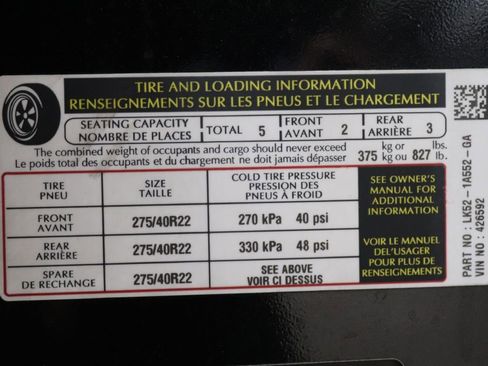 TIRE AND LOADING INFORMATION
RENSEIGNEMENTS SUR LES PNEUS ET LE CHARGEMENT
SEATING CAPACITY
NOMBRE DE PLACES
TOTAL 5
FRONT
AVANT 2
REAR
ARRIÈRE 3
The combined weight of occupants and cargo should never exceed
Le poids total des occupants et du chargement ne doit jamais dépasser
375 kg or
kg ou 827 lbs.
lb.
TIRE
PNEU
SIZE
TAILLE
COLD TIRE PRESSURE
PRESSION DES
PNEUS À FROID
FRONT
AVANT
275/40R22
270 kPa 40 psi
REAR
ARRIÈRE
275/40R22
330 kPa 48 psi
SPARE
DE RECHANGE
275/40R22
SEE ABOVE
VOIR CI DESSUS
SEE OWNER'S
MANUAL FOR
ADDITIONAL
INFORMATION
VOIR LE MANUEL
DEL'USAGER
POUR PLUS DE
RENSEIGNEMENTS
PART NO : LK52-1A552-GA
VIN NO : 426592